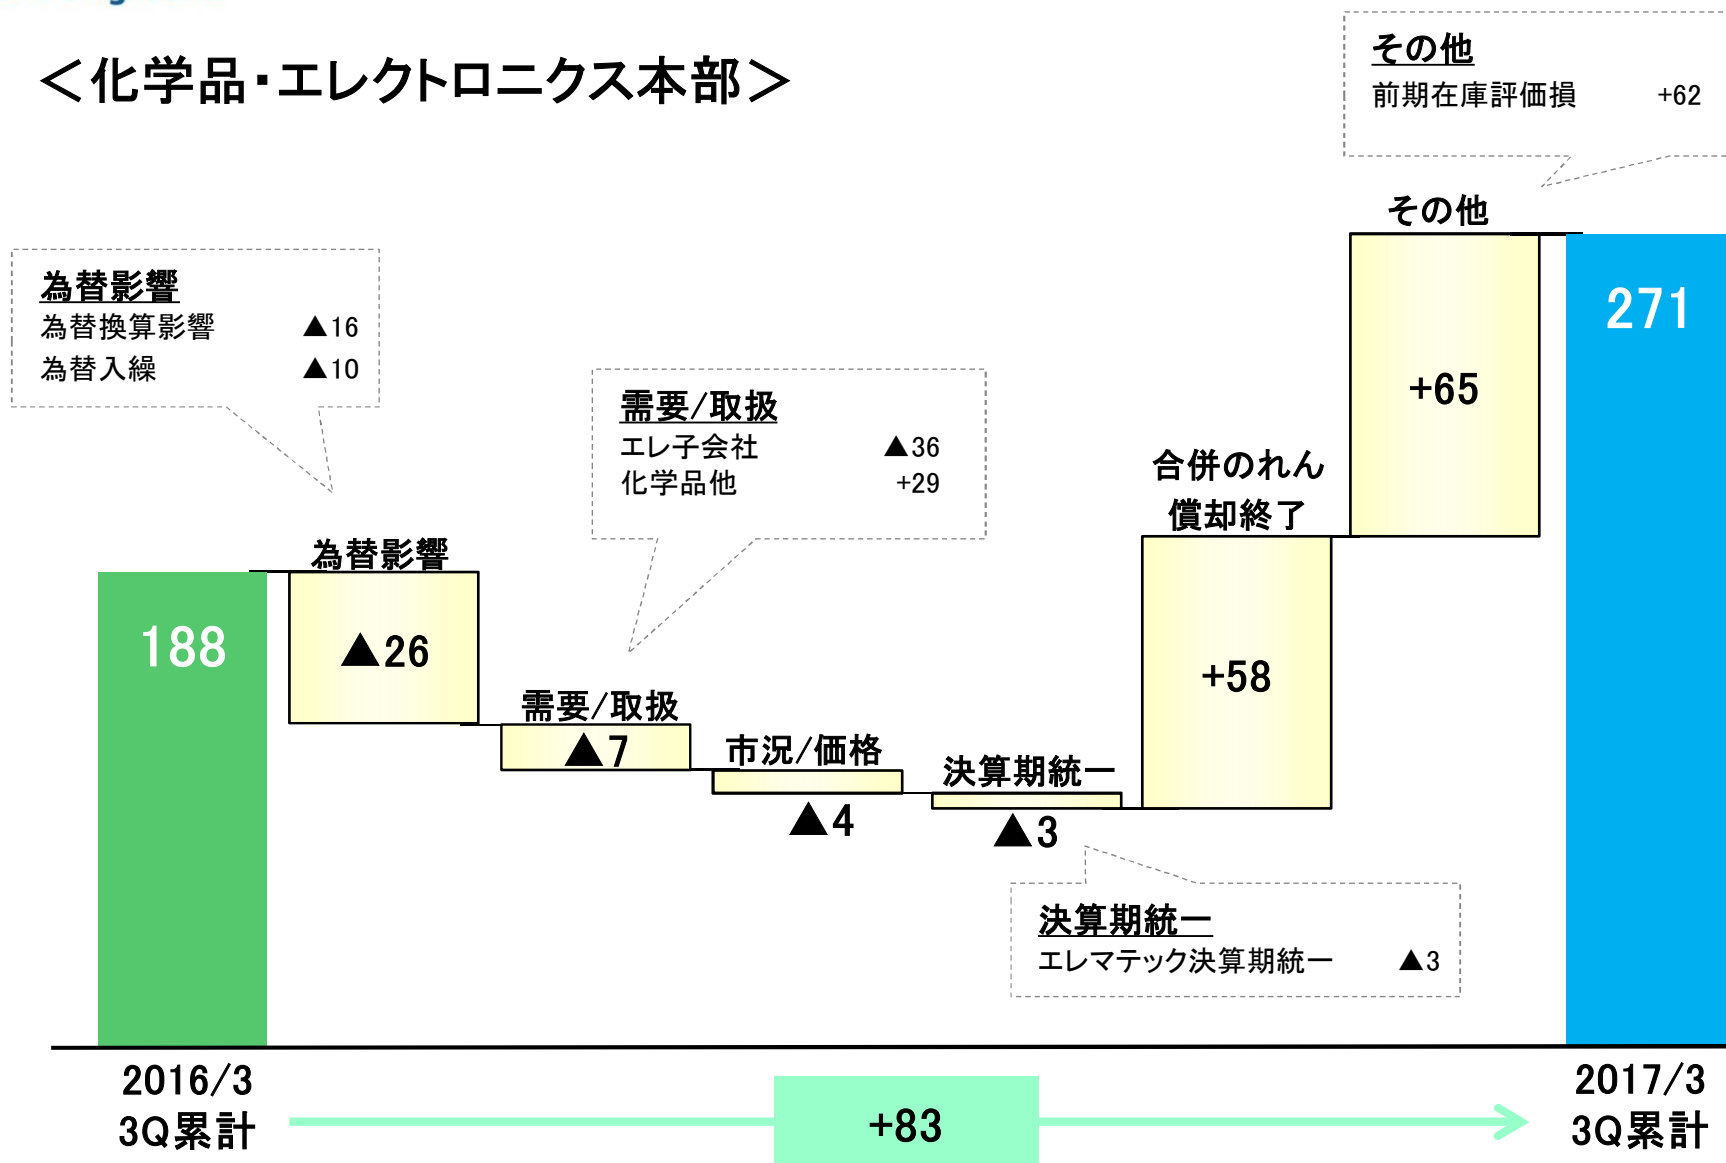 ＜化学品・エレクトロニクス本部＞
その他
前期在庫評価損 +62
為替影響
為替換算影響 ▲16
為替入繰 ▲10
需要/取扱
エレ子会社 ▲36
化学品他 +29
188
為替影響
▲26
需要/取扱
▲7
市況/価格
▲4
決算期統一
▲3
決算期統一
エレマテック決算期統一 ▲3
合併のれん
償却終了
+58
その他
+65
271
2016/3
3Q累計
+83
2017/3
3Q累計